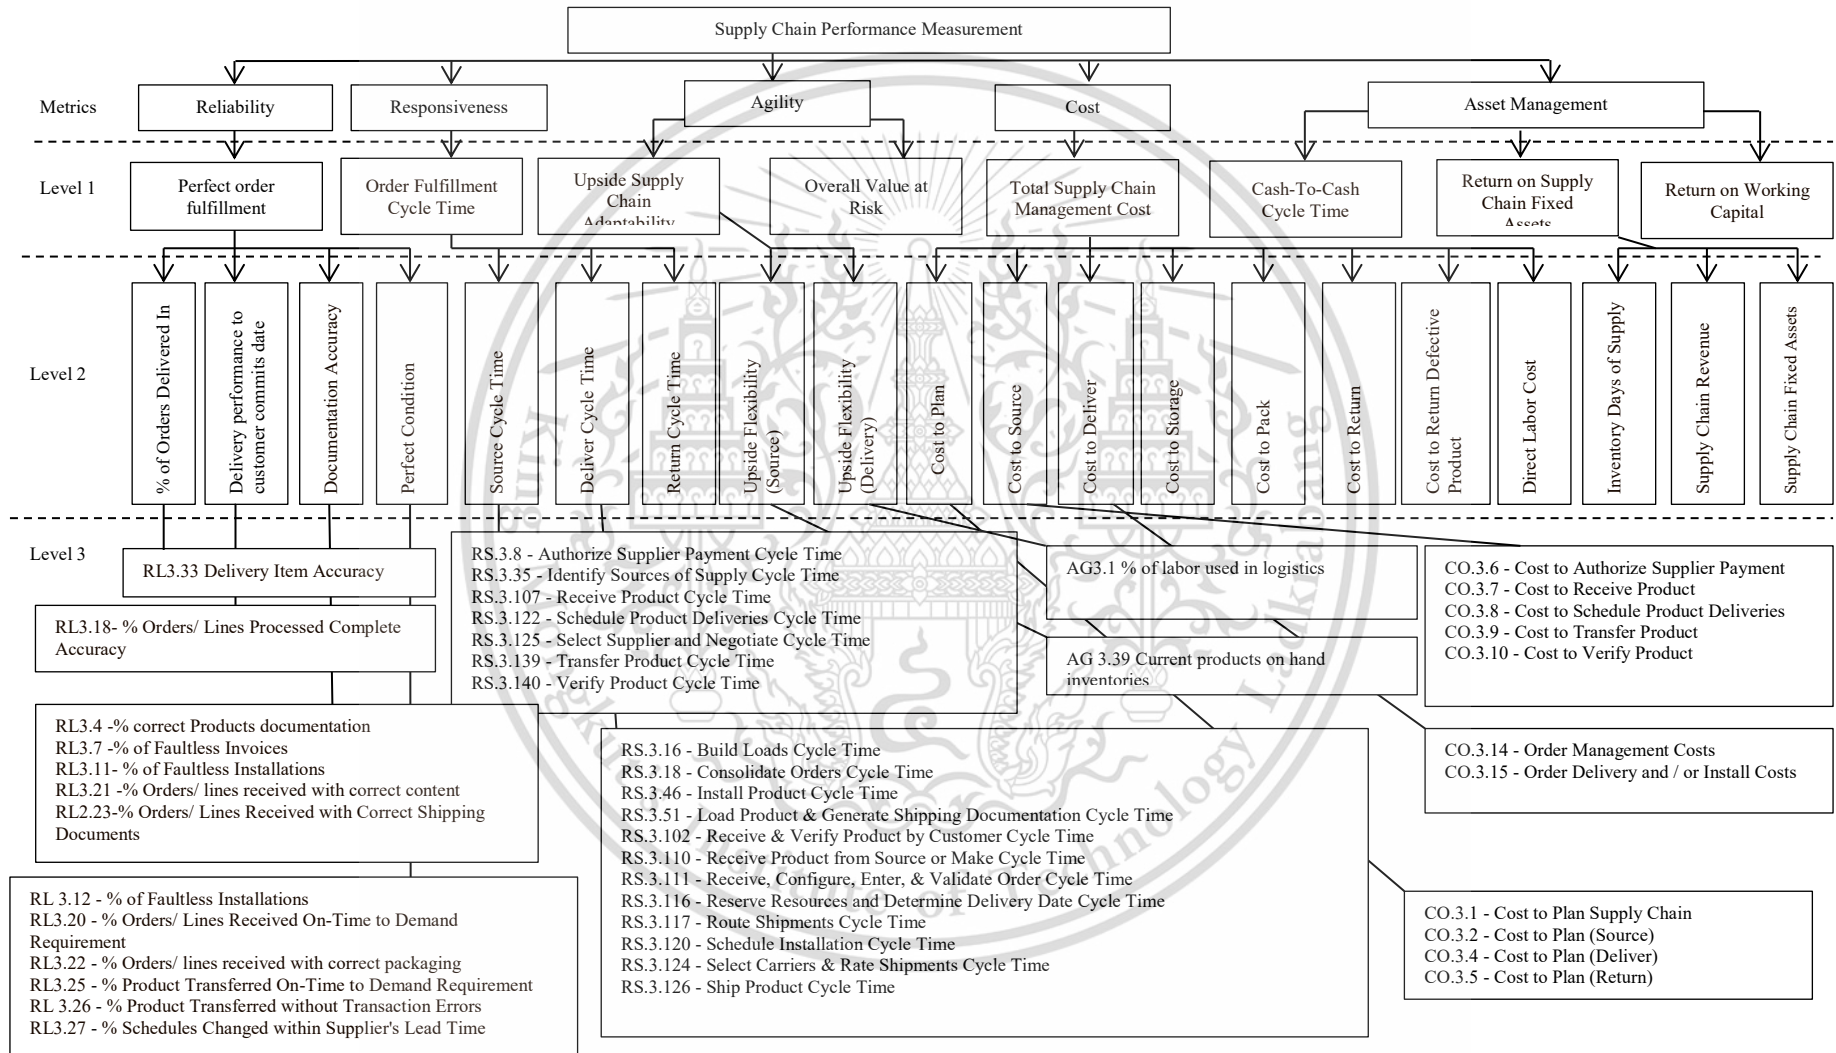 Supply Chain Performance Measurement
Metrics
Reliability
Responsiveness
Agility
Cost
Asset Management
Level 1
Perfect order
fulfillment
Order Fulfillment
Cycle Time
Upside Supply
Chain
Adaptability
Overall Value at
Risk
Total Supply Chain
Management Cost
Cash-To-Cash
Cycle Time
Return on Supply
Chain Fixed
Assets
Return on Working
Capital
Level 2
% of Orders Delivered In
Delivery performance to
customer commits date
Documentation Accuracy
Perfect Condition
Source Cycle Time
Deliver Cycle Time
Return Cycle Time
Upside Flexibility
(Source)
Upside Flexibility
(Delivery)
Cost to Plan
Cost to Source
Cost to Deliver
Cost to Storage
Cost to Pack
Cost to Return
Cost to Return Defective
Product
Direct Labor Cost
Inventory Days of Supply
Supply Chain Revenue
Supply Chain Fixed Assets
Level 3
RL3.33 Delivery Item Accuracy
RL3.18- % Orders/ Lines Processed Complete
Accuracy
RL3.4 -% correct Products documentation
RL3.7 -% of Faultless Invoices
RL3.11- % of Faultless Installations
RL3.21 -% Orders/ lines received with correct content
RL2.23-% Orders/ Lines Received with Correct Shipping
Documents
RL 3.12 - % of Faultless Installations
RL3.20 - % Orders/ Lines Received On-Time to Demand
Requirement
RL3.22 - % Orders/ lines received with correct packaging
RL3.25 - % Product Transferred On-Time to Demand Requirement
RL 3.26 - % Product Transferred without Transaction Errors
RL3.27 - % Schedules Changed within Supplier's Lead Time
RS.3.8 - Authorize Supplier Payment Cycle Time
RS.3.35 - Identify Sources of Supply Cycle Time
RS.3.107 - Receive Product Cycle Time
RS.3.122 - Schedule Product Deliveries Cycle Time
RS.3.125 - Select Supplier and Negotiate Cycle Time
RS.3.139 - Transfer Product Cycle Time
RS.3.140 - Verify Product Cycle Time
RS.3.16 - Build Loads Cycle Time
RS.3.18 - Consolidate Orders Cycle Time
RS.3.46 - Install Product Cycle Time
RS.3.51 - Load Product & Generate Shipping Documentation Cycle Time
RS.3.102 - Receive & Verify Product by Customer Cycle Time
RS.3.110 - Receive Product from Source or Make Cycle Time
RS.3.111 - Receive, Configure, Enter, & Validate Order Cycle Time
RS.3.116 - Reserve Resources and Determine Delivery Date Cycle Time
RS.3.117 - Route Shipments Cycle Time
RS.3.120 - Schedule Installation Cycle Time
RS.3.124 - Select Carriers & Rate Shipments Cycle Time
RS.3.126 - Ship Product Cycle Time
AG3.1 % of labor used in logistics
AG 3.39 Current products on hand
inventories
CO.3.6 - Cost to Authorize Supplier Payment
CO.3.7 - Cost to Receive Product
CO.3.8 - Cost to Schedule Product Deliveries
CO.3.9 - Cost to Transfer Product
CO.3.10 - Cost to Verify Product
CO.3.14 - Order Management Costs
CO.3.15 - Order Delivery and / or Install Costs
CO.3.1 - Cost to Plan Supply Chain
CO.3.2 - Cost to Plan (Source)
CO.3.4 - Cost to Plan (Deliver)
CO.3.5 - Cost to Plan (Return)
King Mongkut's Institute of Technology Ladkrabang